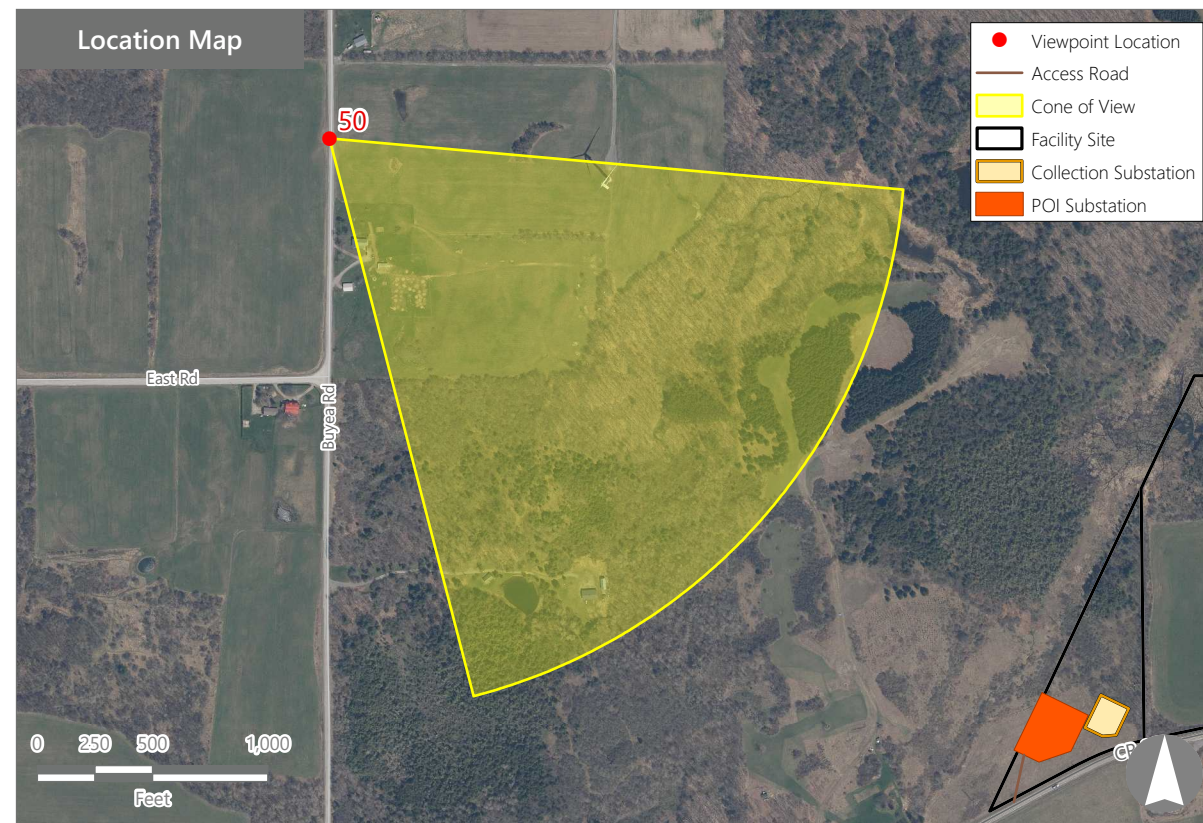 Location Map
50
Viewpoint Location
Access Road
Cone of View
Facility Site
Collection Substation
POI Substation
East Rd
Buyea Rd
0 250 500 1,000
Feet